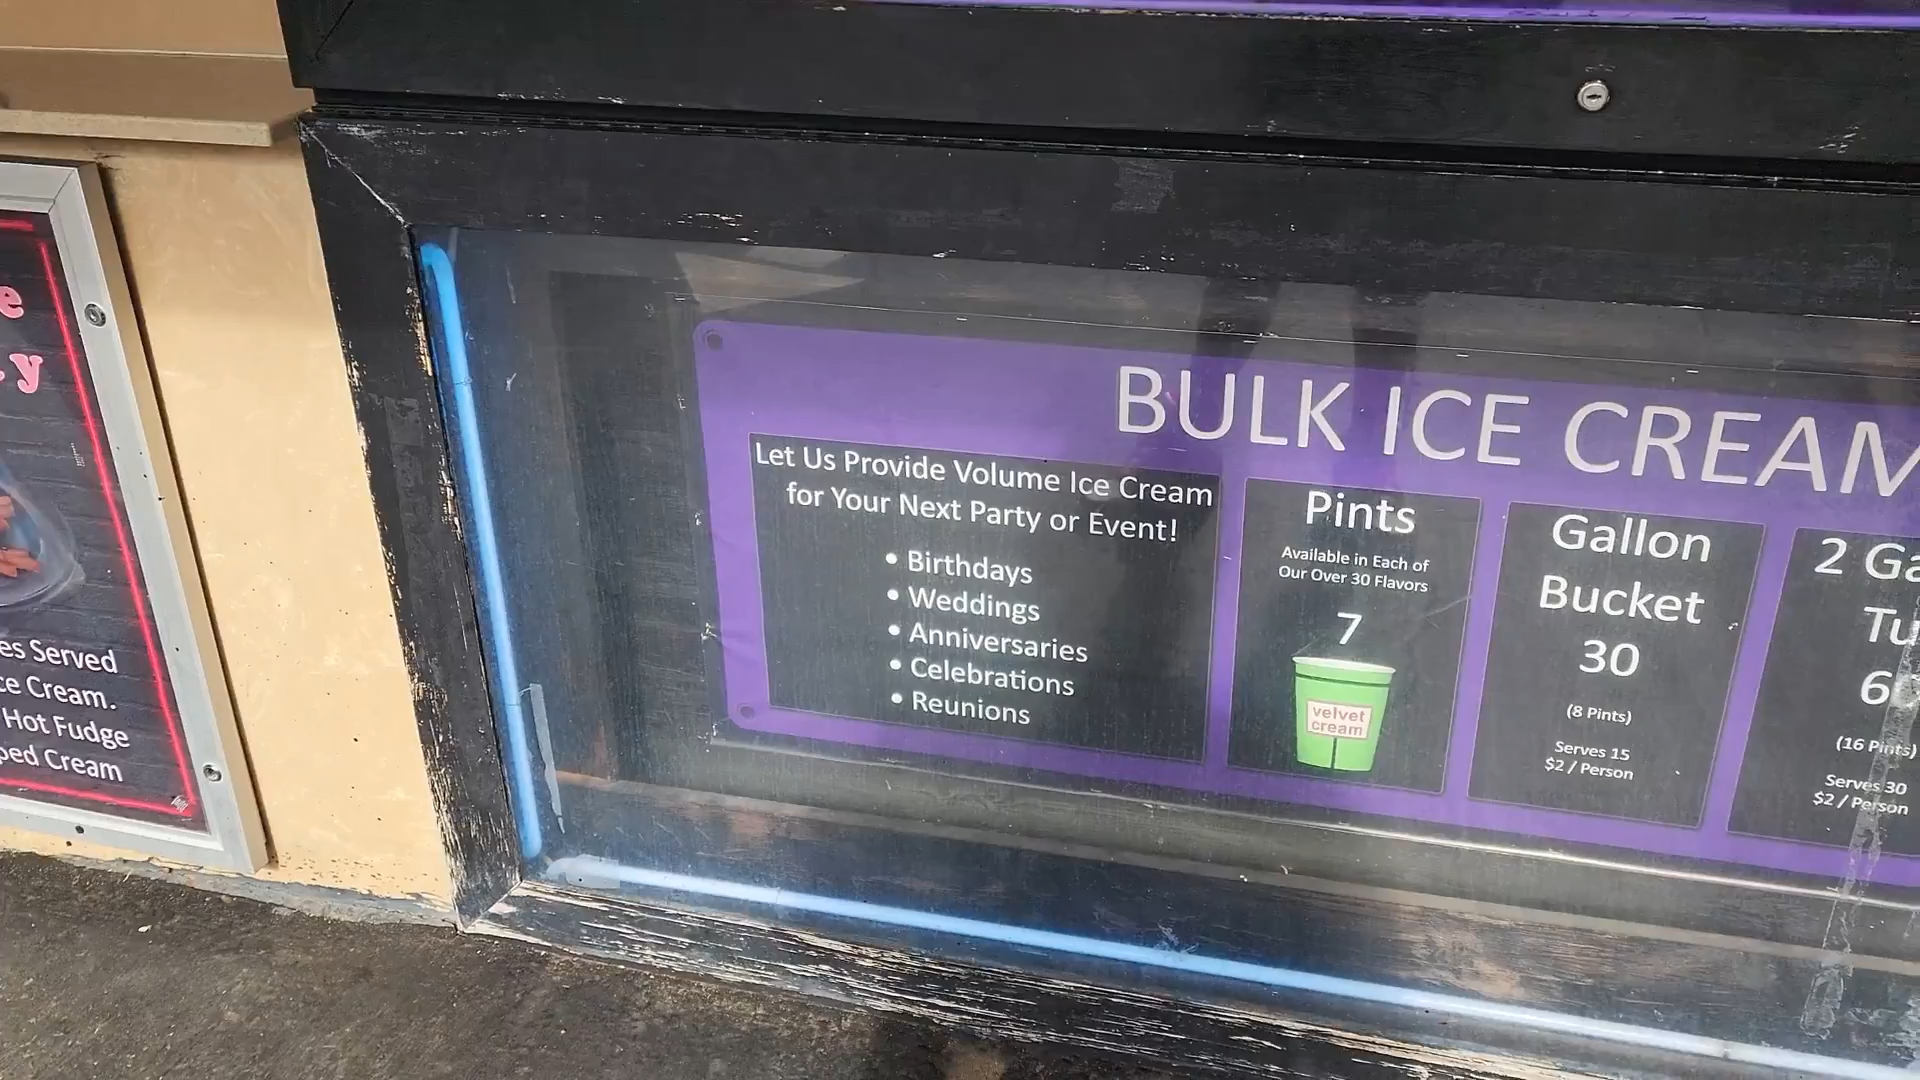 e
y
es Served
ce Cream.
Hot Fudge
ped Cream
BULK ICE CREAM
Let Us Provide Volume Ice Cream
for Your Next Party or Event!
• Birthdays
• Weddings
• Anniversaries
• Celebrations
• Reunions
Pints
Available in Each of
Our Over 30 Flavors
7
velvet
cream
Gallon
Bucket
30
(8 Pints)
Serves 15
$2 / Person
2 Ga
Tu
6
(16 Pints)
Serves 30
$2 / Person